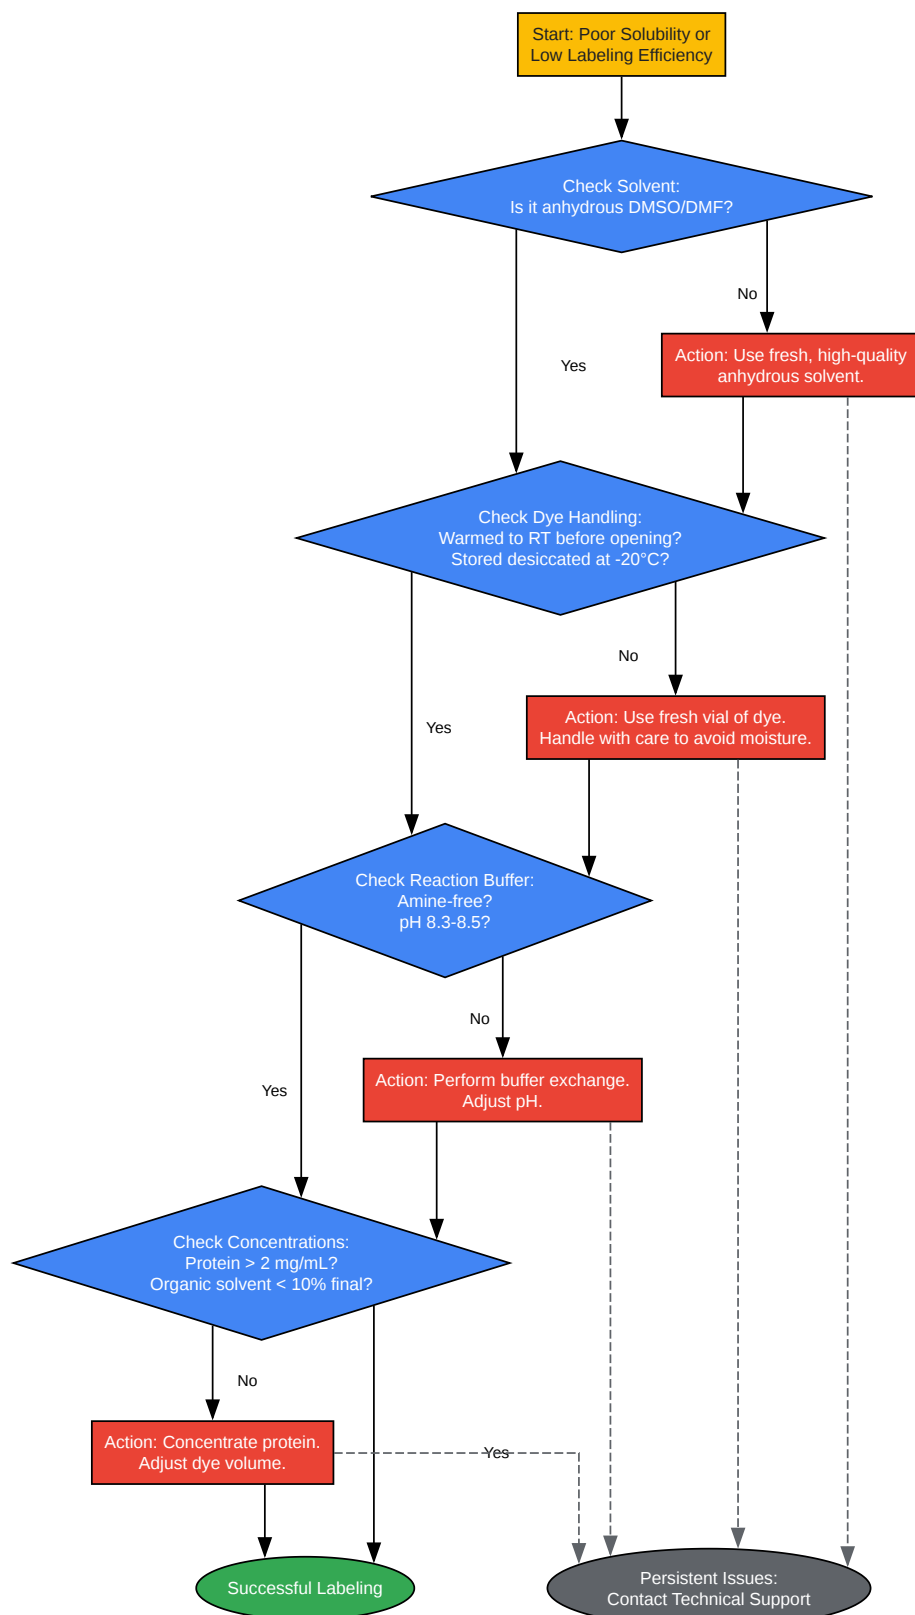 Start: Poor Solubility or
Low Labeling Efficiency
Check Solvent:
Is it anhydrous DMSO/DMF?
No
Yes
Action: Use fresh, high-quality
anhydrous solvent.
Check Dye Handling:
Warmed to RT before opening?
Stored desiccated at -20°C?
No
Yes
Action: Use fresh vial of dye.
Handle with care to avoid moisture.
Check Reaction Buffer:
Amine-free?
pH 8.3-8.5?
No
Yes
Action: Perform buffer exchange.
Adjust pH.
Check Concentrations:
Protein > 2 mg/mL?
Organic solvent < 10% final?
No
Action: Concentrate protein.
Adjust dye volume.
Yes
Successful Labeling
Persistent Issues:
Contact Technical Support